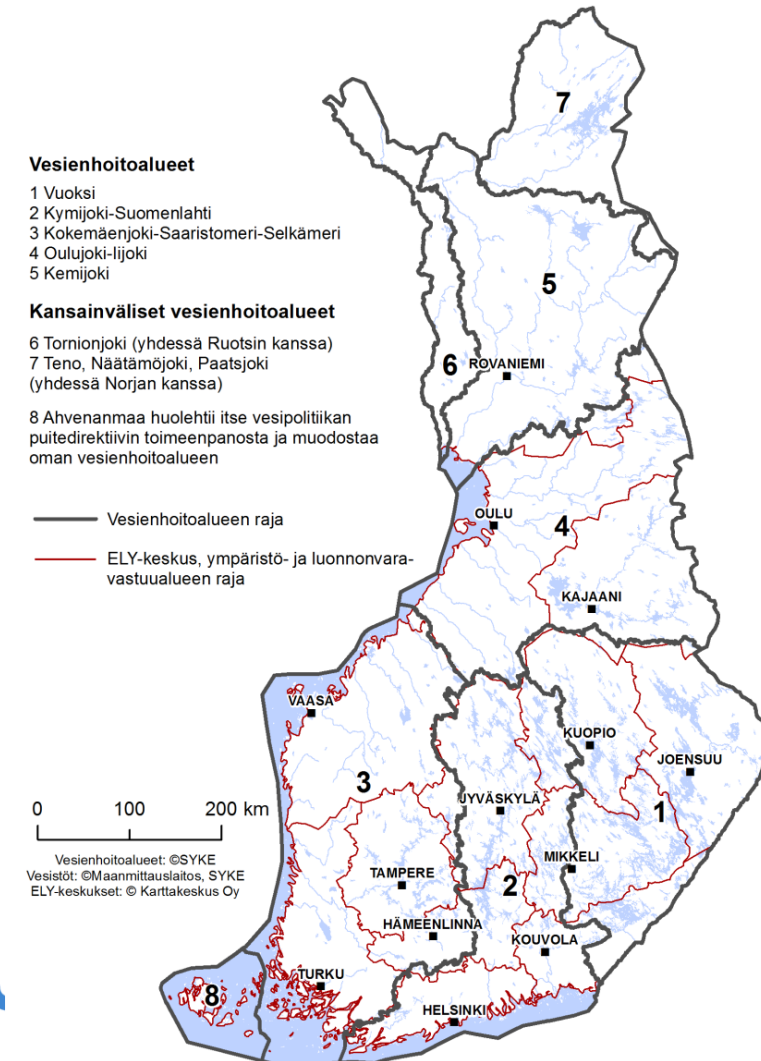 Vesienhoitoalueet
1 Vuoksi
2 Kymijoki-Suomenlahti
3 Kokemäenjoki-Saaristomeri-Selkämeri
4 Oulujoki-Iijoki
5 Kemijoki
Kansainväliset vesienhoitoalueet
6 Tornionjoki (yhdessä Ruotsin kanssa)
7 Teno, Näätämöjoki, Paatsjoki
(yhdessä Norjan kanssa)
8 Ahvenanmaa huolehtii itse vesipolitiikan
puitedirektiivin toimeenpanosta ja muodostaa
oman vesienhoitoalueen
Vesienhoitoalueen raja
ELY-keskus, ympäristö- ja luonnonvara-
vastuualueen raja
0 100 200 km
Vesienhoitoalueet: ©SYKE
Vesistöt: ©Maanmittauslaitos, SYKE
ELY-keskukset: © Karttakeskus Oy
7
5
6
ROVANIEMI
OULU
4
KAJAANI
VAASA
KUOPIO
JOENSUU
3
JYVÄSKYLÄ
1
MIKKELI
TAMPERE
2
HÄMEENLINNA
KOUVOLA
TURKU
8
HELSINKI